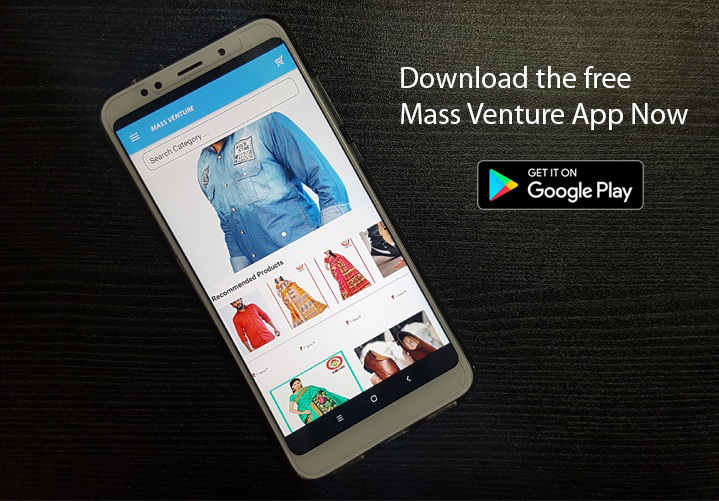 Download the free
Mass Venture App Now
GET IT ON
Google Play
MASS VENTURE
Search Category ...
Recommended Products